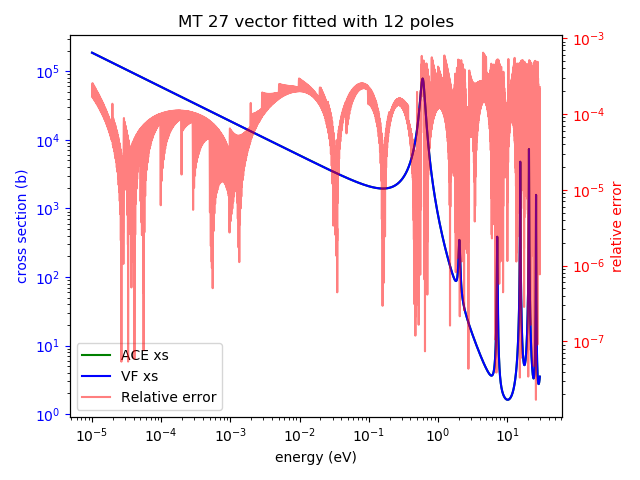 MT 27 vector fitted with 12 poles
cross section (b)
10⁵
10⁴
10³
10²
10¹
10⁰
10⁻³
10⁻⁴
10⁻⁵
10⁻⁶
10⁻⁷
relative error
ACE xs
VF xs
Relative error
10⁻⁵ 10⁻⁴ 10⁻³ 10⁻² 10⁻¹ 10⁰ 10¹
energy (eV)